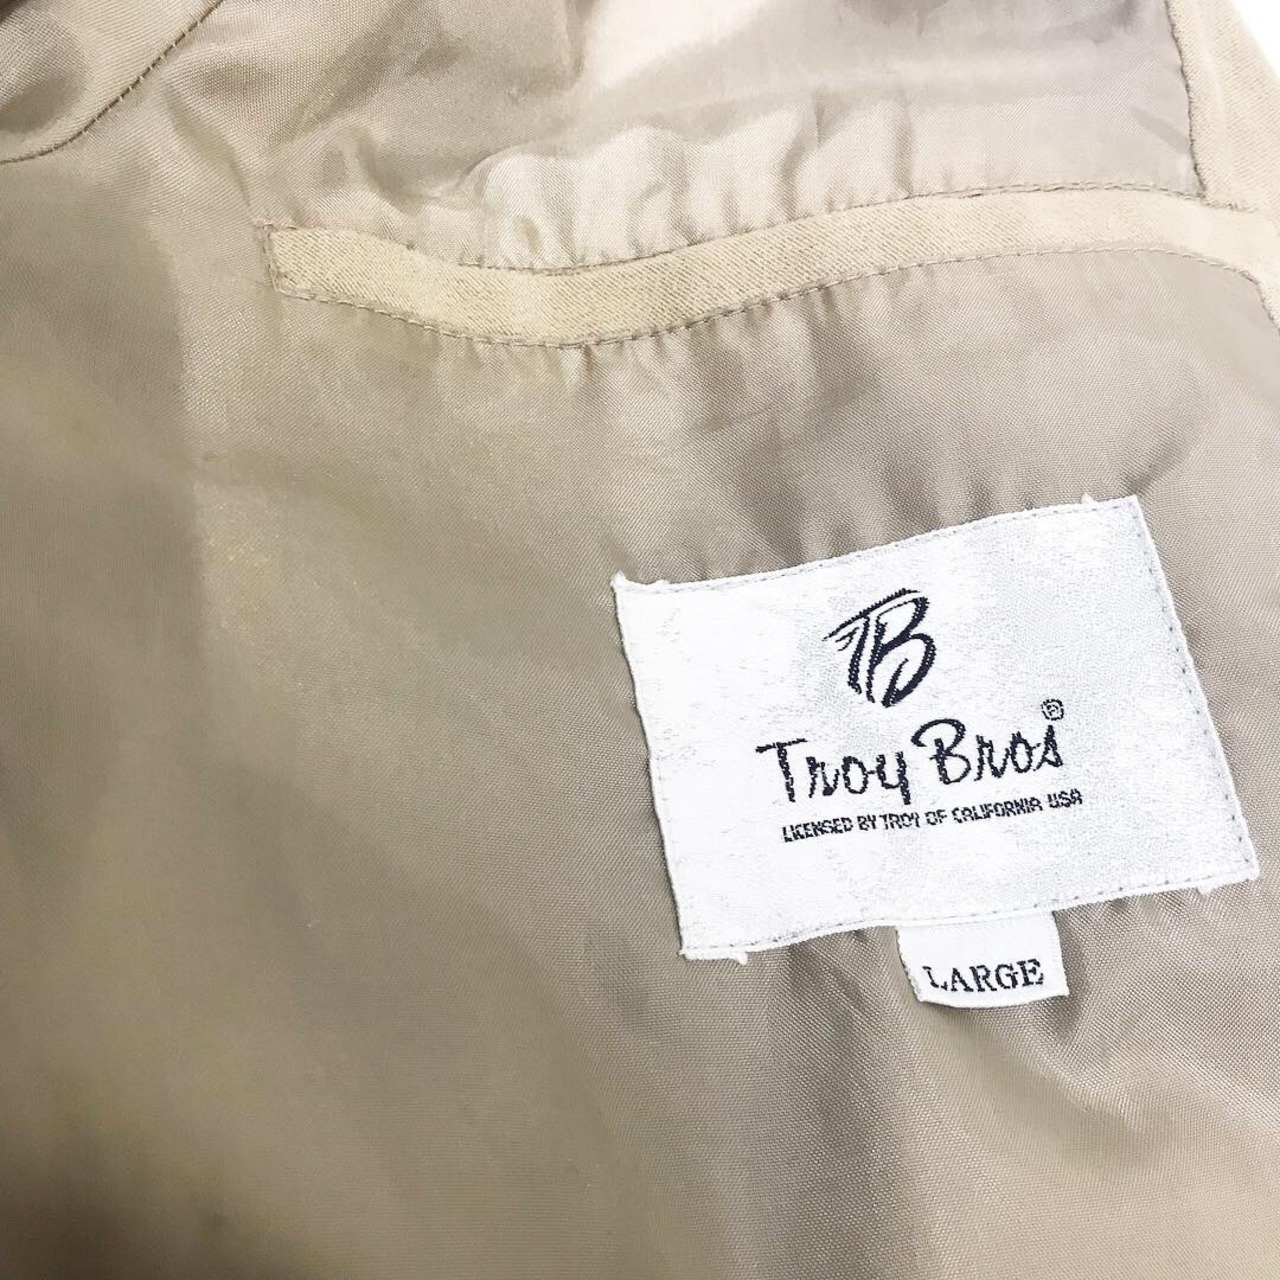 TB
Troy Bros®
LICENSED BY TROY OF CALIFORNIA USA
LARGE